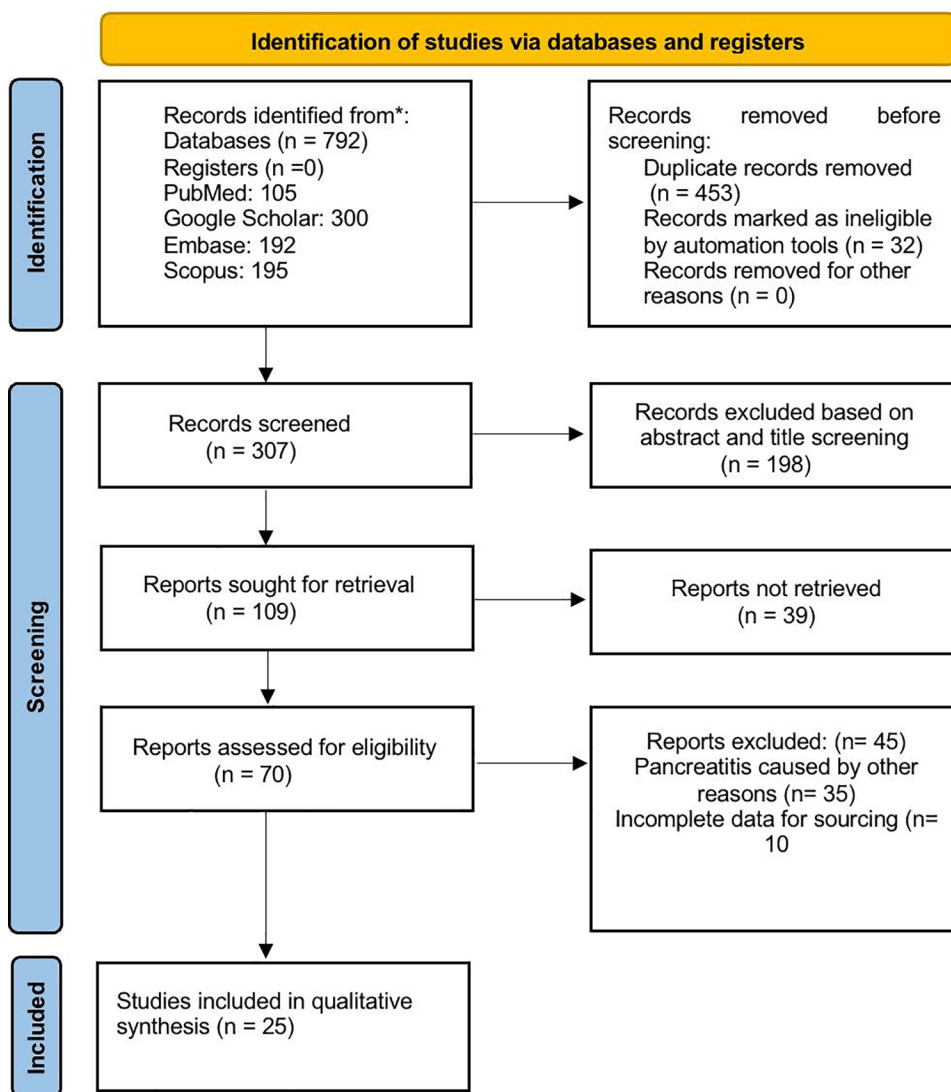 Identification of studies via databases and registers
Identification
Records identified from*:
Databases (n = 792)
Registers (n =0)
PubMed: 105
Google Scholar: 300
Embase: 192
Scopus: 195
Records removed before
screening:
Duplicate records removed
(n = 453)
Records marked as ineligible
by automation tools (n = 32)
Records removed for other
reasons (n = 0)
Screening
Records screened
(n = 307)
Records excluded based on
abstract and title screening
(n = 198)
Reports sought for retrieval
(n = 109)
Reports not retrieved
(n = 39)
Reports assessed for eligibility
(n = 70)
Reports excluded: (n= 45)
Pancreatitis caused by other
reasons (n= 35)
Incomplete data for sourcing (n=
10
Included
Studies included in qualitative
synthesis (n = 25)